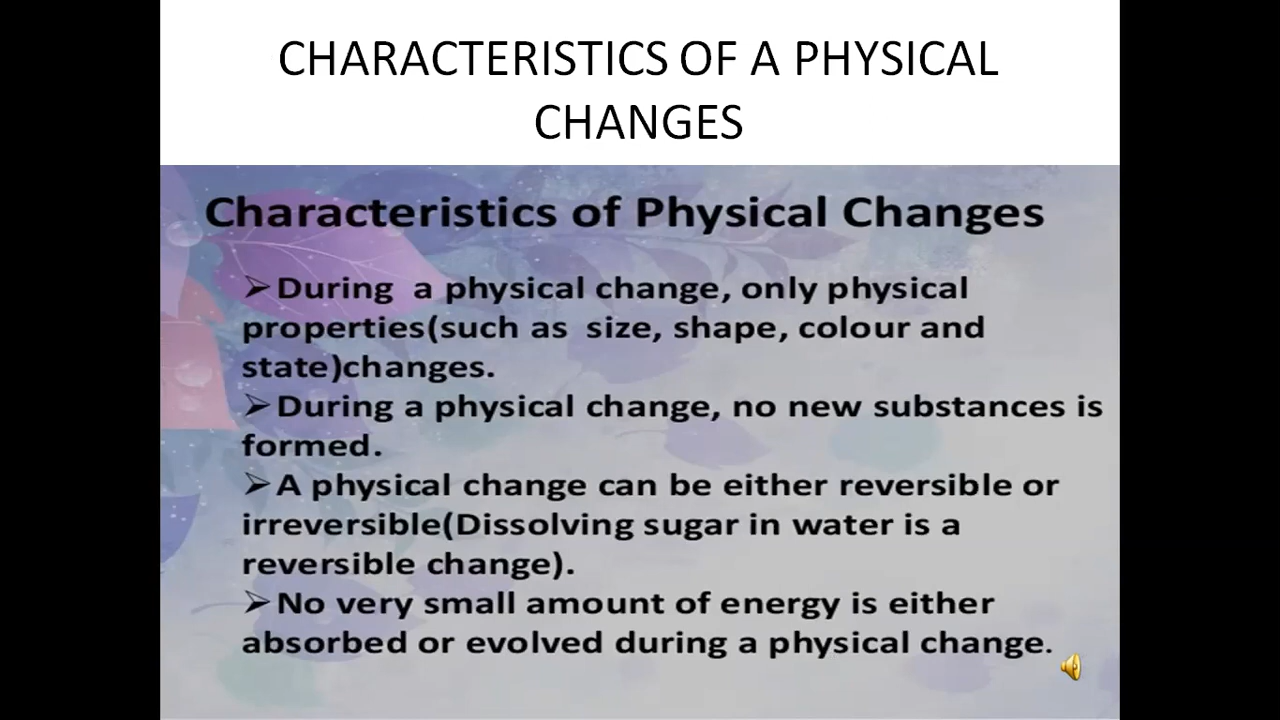 CHARACTERISTICS OF A PHYSICAL
CHANGES
Characteristics of Physical Changes
➢During a physical change, only physical
properties(such as size, shape, colour and
state)changes.
➢During a physical change, no new substances is
formed.
➢A physical change can be either reversible or
irreversible(Dissolving sugar in water is a
reversible change).
➢No very small amount of energy is either
absorbed or evolved during a physical change.